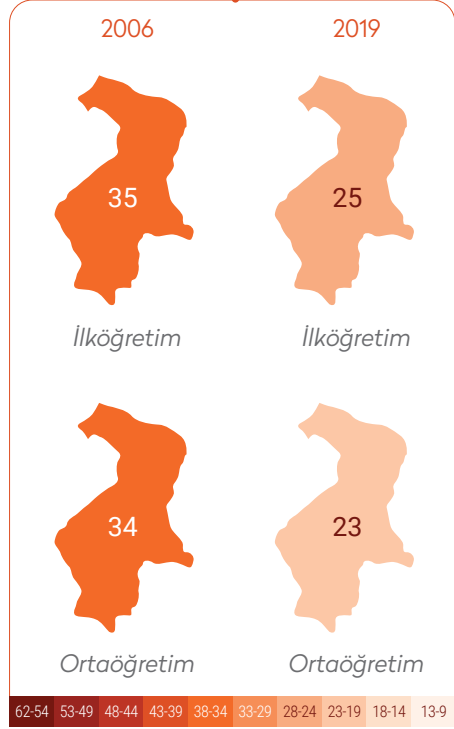 2006 2019
35 25
İlköğretim İlköğretim
34 23
Ortaöğretim Ortaöğretim
62-54 53-49 48-44 43-39 38-34 33-29 28-24 23-19 18-14 13-9